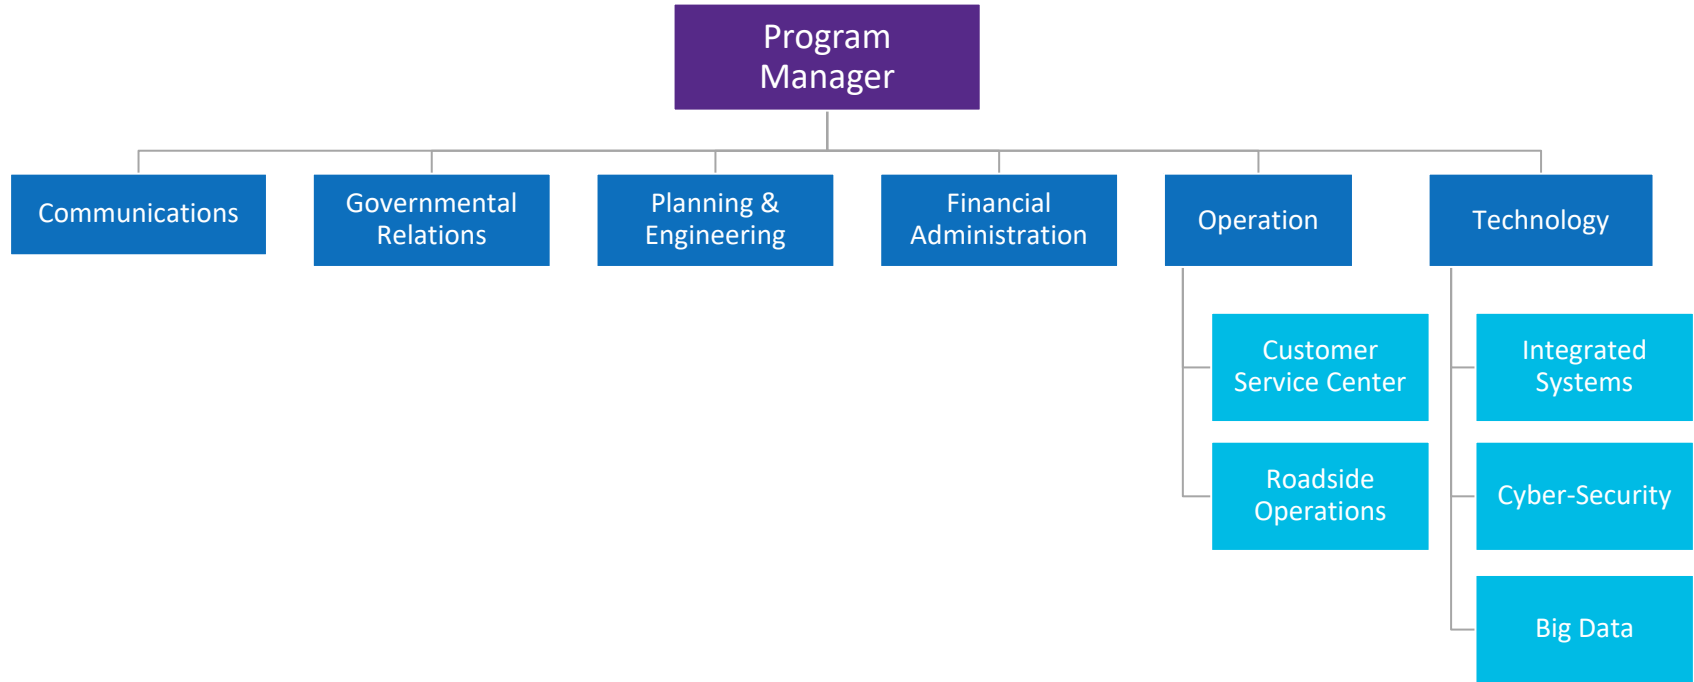 Program
Manager
Communications
Governmental
Relations
Planning &
Engineering
Financial
Administration
Operation
Technology
Customer
Service Center
Integrated
Systems
Roadside
Operations
Cyber-Security
Big Data